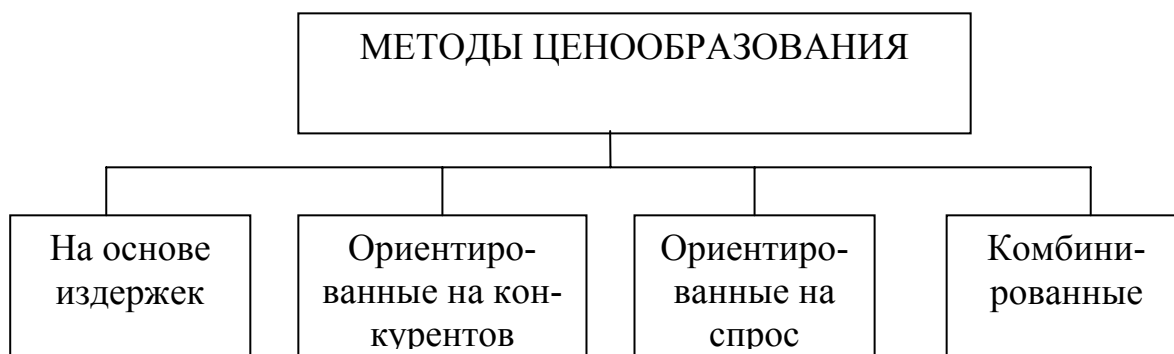 МЕТОДЫ ЦЕНООБРАЗОВАНИЯ
На основе
издержек
Ориентиро-
ванные на кон-
курентов
Ориентиро-
ванные на
спрос
Комбини-
рованные